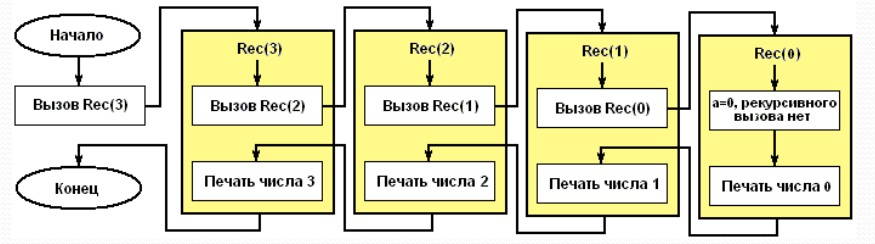 Начало
Вызов Rec(3)
Конец
Rec(3)
Вызов Rec(2)
Печать числа 3
Rec(2)
Вызов Rec(1)
Печать числа 2
Rec(1)
Вызов Rec(0)
Печать числа 1
Rec(0)
a=0, рекурсивного
вызова нет
Печать числа 0